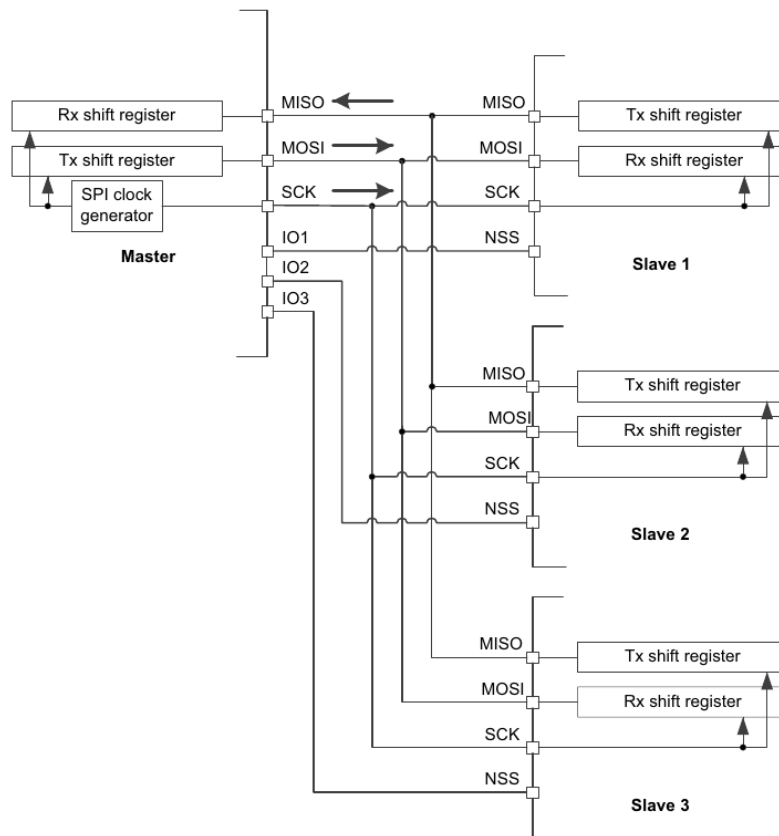 MISO
MISO
Rx shift register
Tx shift register
MOSI
MOSI
Tx shift register
Rx shift register
SPI clock
generator
SCK
SCK
IO1
NSS
Master
Slave 1
IO2
IO3
MISO
Tx shift register
MOSI
Rx shift register
SCK
NSS
Slave 2
MISO
Tx shift register
MOSI
Rx shift register
SCK
NSS
Slave 3